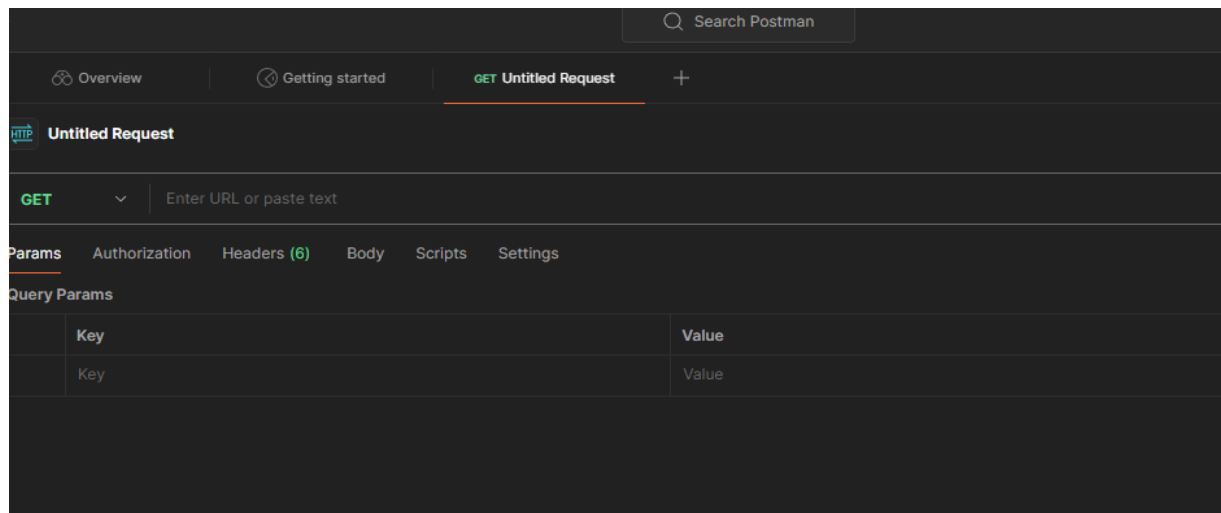 Search Postman
Overview Getting started GET Untitled Request
HTTP Untitled Request
GET Enter URL or paste text
Params Authorization Headers (6) Body Scripts Settings
Query Params
Key Value
Key Value